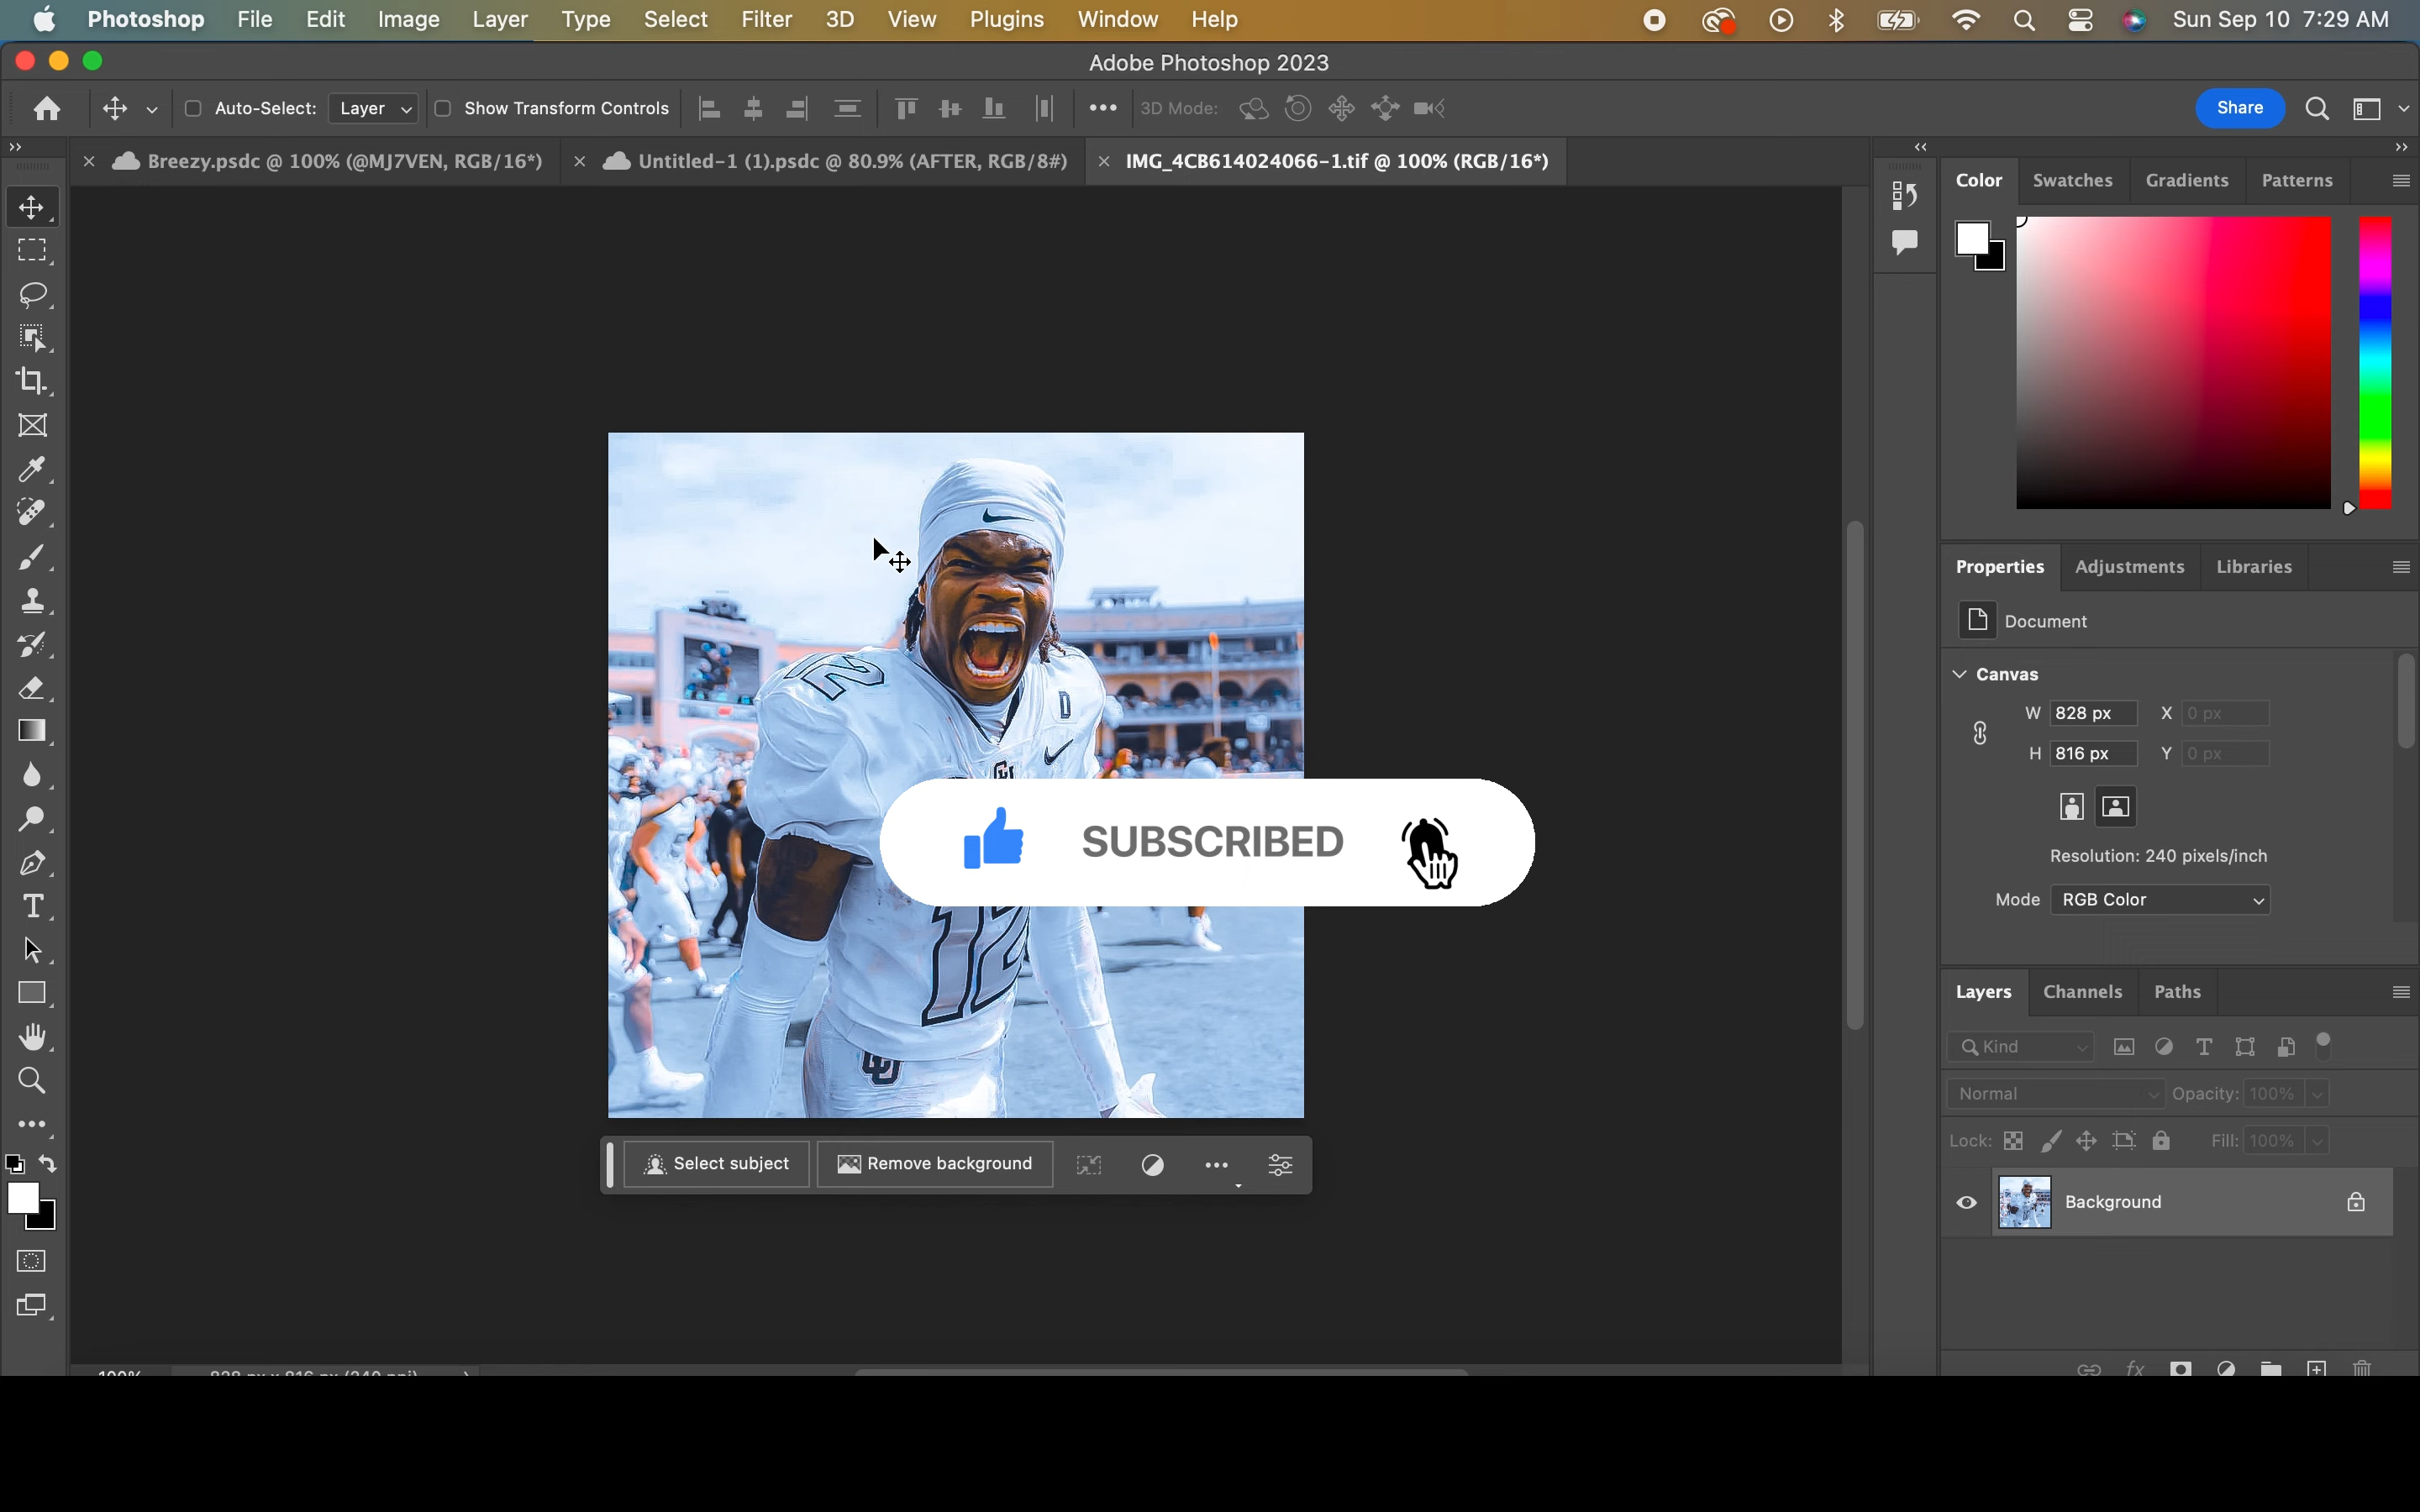 Photoshop File Edit Image Layer Type Select Filter 3D View Plugins Window Help Sun Sep 10 7:29 AM
Adobe Photoshop 2023
Auto-Select: Layer Show Transform Controls 3D Mode: Share
Breezy.psdc @ 100% (@MJ7VEN, RGB/16*) Untitled-1 (1).psdc @ 80.9% (AFTER, RGB/8#) IMG_4CB614024066-1.tif @ 100% (RGB/16*)
Color Swatches Gradients Patterns
Properties Adjustments Libraries
Document
Canvas
W 828 px X 0 px
H 816 px Y 0 px
Resolution: 240 pixels/inch
Mode RGB Color
12
D
CU
SUBSCRIBED
12
CU
Select subject Remove background
Layers Channels Paths
Kind
Normal Opacity: 100%
Lock: Fill: 100%
Background
fx
100% 828 px x 816 px (240 ppi)